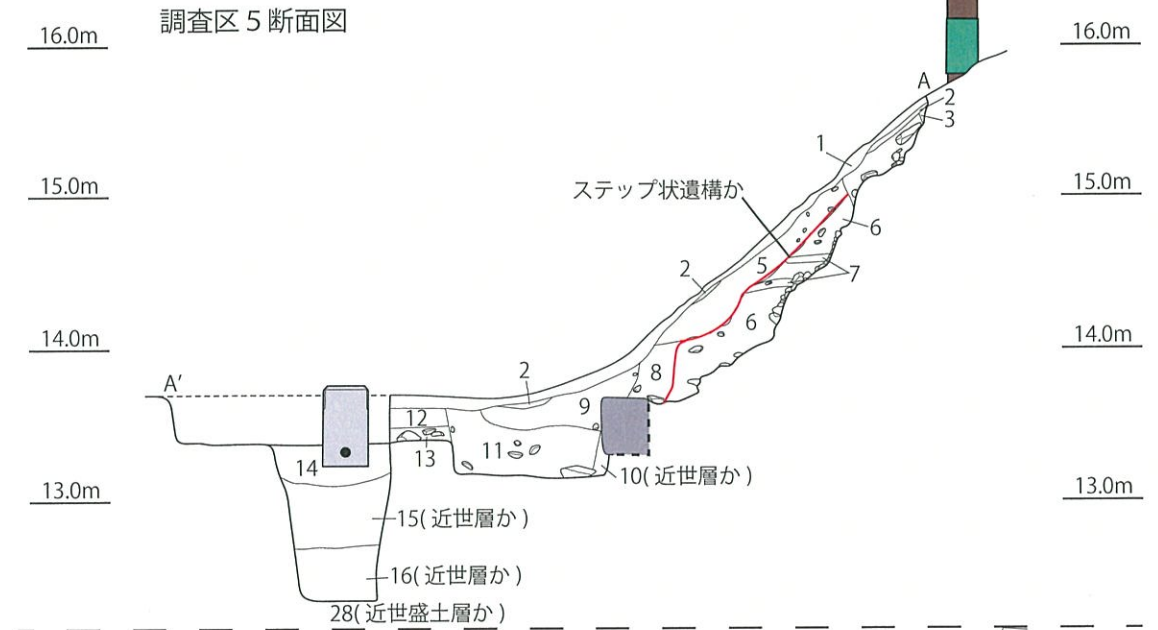 調査区5断面図
16.0m
16.0m
A
2
3
1
15.0m
15.0m
ステップ状遺構か
6
5
2
7
6
14.0m
14.0m
2
8
A′
9
12
11
13
14
10(近世層か)
13.0m
13.0m
15(近世層か)
16(近世層か)
28(近世盛土層か)